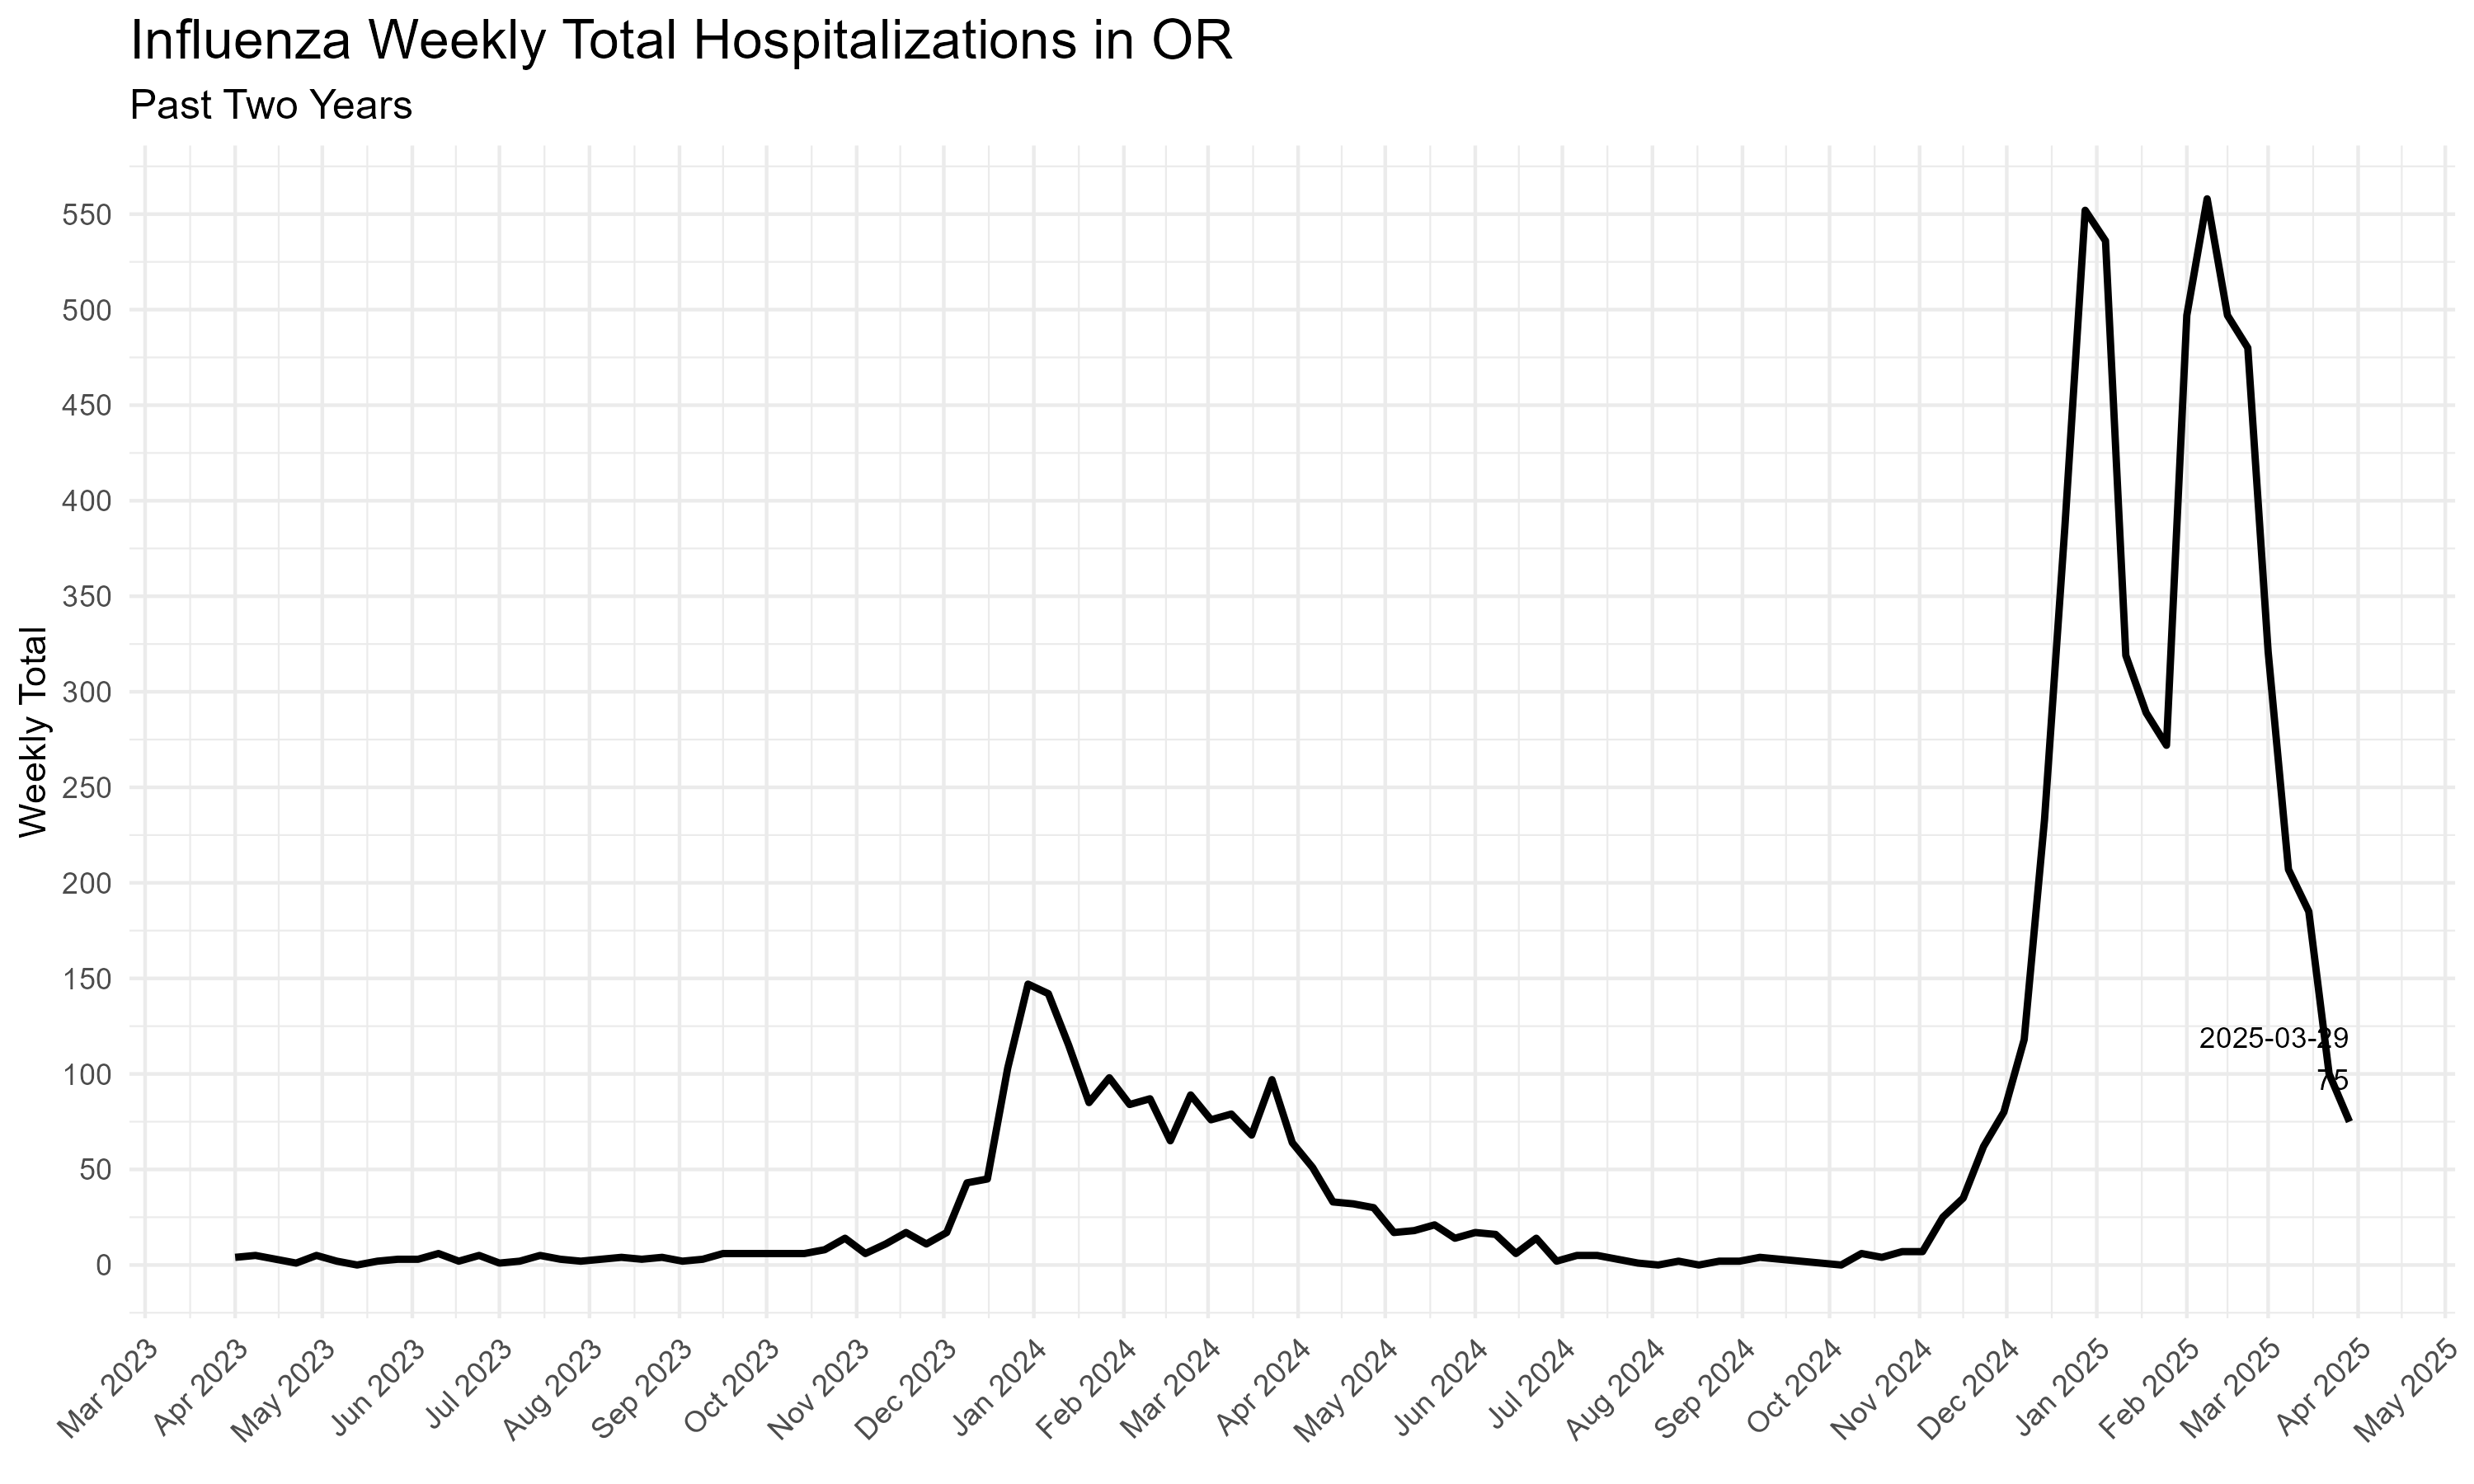 Influenza Weekly Total Hospitalizations in OR
Past Two Years
Weekly Total
550
500
450
400
350
300
250
200
150
100
50
0
2025-03-29
75
Mar 2023
Apr 2023
May 2023
Jun 2023
Jul 2023
Aug 2023
Sep 2023
Oct 2023
Nov 2023
Dec 2023
Jan 2024
Feb 2024
Mar 2024
Apr 2024
May 2024
Jun 2024
Jul 2024
Aug 2024
Sep 2024
Oct 2024
Nov 2024
Dec 2024
Jan 2025
Feb 2025
Mar 2025
Apr 2025
May 2025